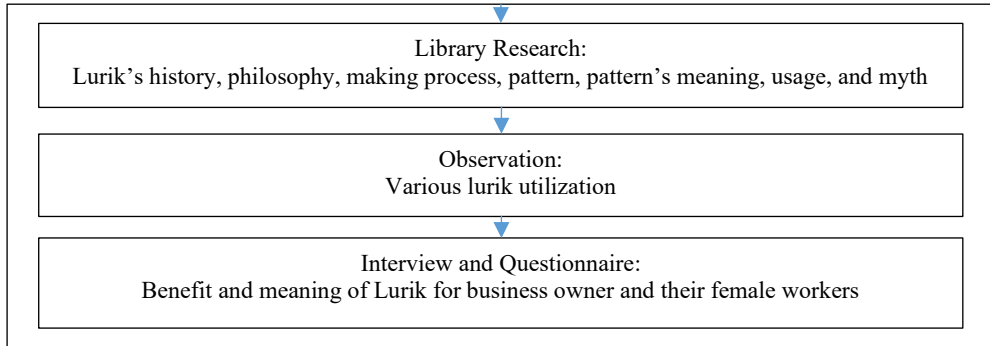 Library Research:
Lurik’s history, philosophy, making process, pattern, pattern’s meaning, usage, and myth
Observation:
Various lurik utilization
Interview and Questionnaire:
Benefit and meaning of Lurik for business owner and their female workers